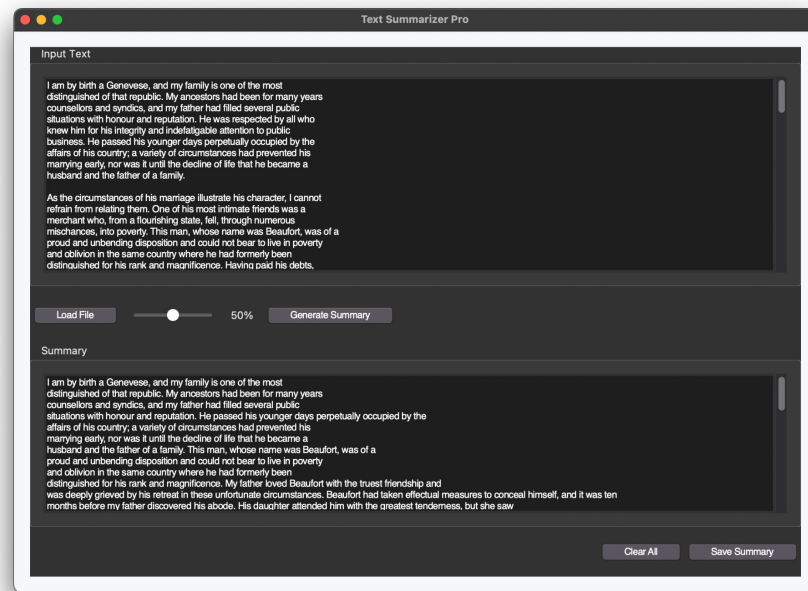 Text Summarizer Pro
Input Text
I am by birth a Genevese, and my family is one of the most
distinguished of that republic. My ancestors had been for many years
counsellors and syndics, and my father had filled several public
situations with honour and reputation. He was respected by all who
knew him for his integrity and indefatigable attention to public
business. He passed his younger days perpetually occupied by the
affairs of his country; a variety of circumstances had prevented his
marrying early, nor was it until the decline of life that he became a
husband and the father of a family.
As the circumstances of his marriage illustrate his character, I cannot
refrain from relating them. One of his most intimate friends was a
merchant who, from a flourishing state, fell, through numerous
mischances, into poverty. This man, whose name was Beaufort, was of a
proud and unbending disposition and could not bear to live in poverty
and oblivion in the same country where he had formerly been
distinguished for his rank and magnificence. Having paid his debts,
Load File
50%
Generate Summary
Summary
I am by birth a Genevese, and my family is one of the most
distinguished of that republic. My ancestors had been for many years
counsellors and syndics, and my father had filled several public
situations with honour and reputation. He passed his younger days perpetually occupied by the
affairs of his country; a variety of circumstances had prevented his
marrying early, nor was it until the decline of life that he became a
husband and the father of a family. This man, whose name was Beaufort, was of a
proud and unbending disposition and could not bear to live in poverty
and oblivion in the same country where he had formerly been
distinguished for his rank and magnificence. My father loved Beaufort with the truest friendship and
was deeply grieved by his retreat in these unfortunate circumstances. Beaufort had taken effectual measures to conceal himself, and it was ten
months before my father discovered his abode. His daughter attended him with the greatest tenderness, but she saw
Clear All
Save Summary